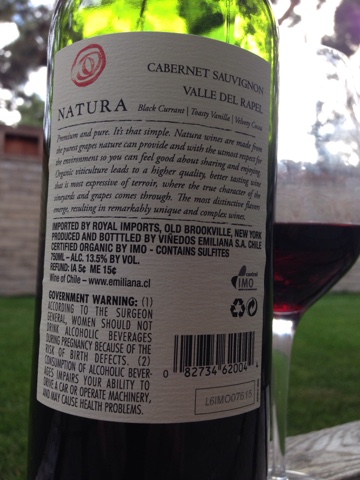 CABERNET SAUVIGNON
VALLE DEL RAPEL
NATURA
Black Currant | Toasty Vanilla | Velvety Cassis
Premium and pure. It's that simple. Natura wines are made from
the purest grapes nature can provide and with the utmost respect for
the environment so you can feel good about sharing and enjoying.
Organic viticulture leads to a higher quality, better tasting wine
that is most expressive of terroir, where the true character of the
vineyards and grapes comes through. The most distinctive flavors
emerge, resulting in remarkably unique and complex wines.
IMPORTED BY ROYAL IMPORTS, OLD BROOKVILLE, NEW YORK
PRODUCED AND BOTTTLED BY VIÑEDOS EMILIANA S.A. CHILE
CERTIFIED ORGANIC BY IMO - CONTAINS SULFITES
750ML – ALC. 13.5% BY VOL.
REFUND: IA 5¢ ME 15¢
Wine of Chile – www.emiliana.cl
control
IMO
GOVERNMENT WARNING: (1)
ACCORDING TO THE SURGEON
GENERAL, WOMEN SHOULD NOT
DRINK ALCOHOLIC BEVERAGES
DURING PREGNANCY BECAUSE OF THE
RISK OF BIRTH DEFECTS. (2)
CONSUMPTION OF ALCOHOLIC BEVER-
AGES IMPAIRS YOUR ABILITY TO
DRIVE A CAR OR OPERATE MACHINERY,
AND MAY CAUSE HEALTH PROBLEMS.
0 82734 62004 4